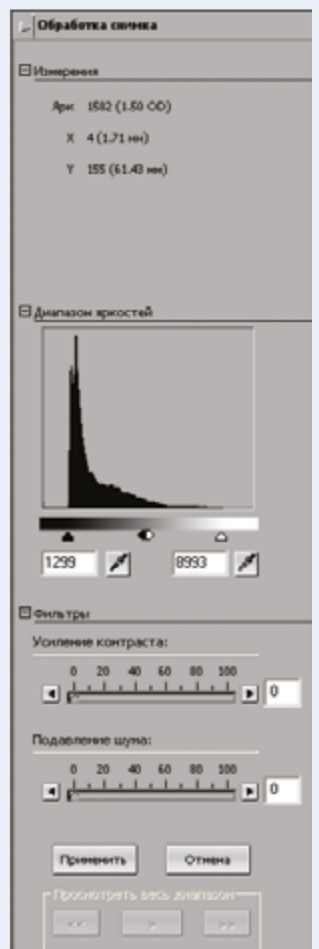 Обработка снимка
Измерения
Ярк 1582 (1.50 OD)
X 4 (1.71 мм)
Y 155 (61.43 мм)
Диапазон яркостей
1299 8993
Фильтры
Усиление контраста:
0 20 40 60 80 100
0
Подавление шума:
0 20 40 60 80 100
0
Применить Отмена
Просмотреть весь диапазон
<< > >>